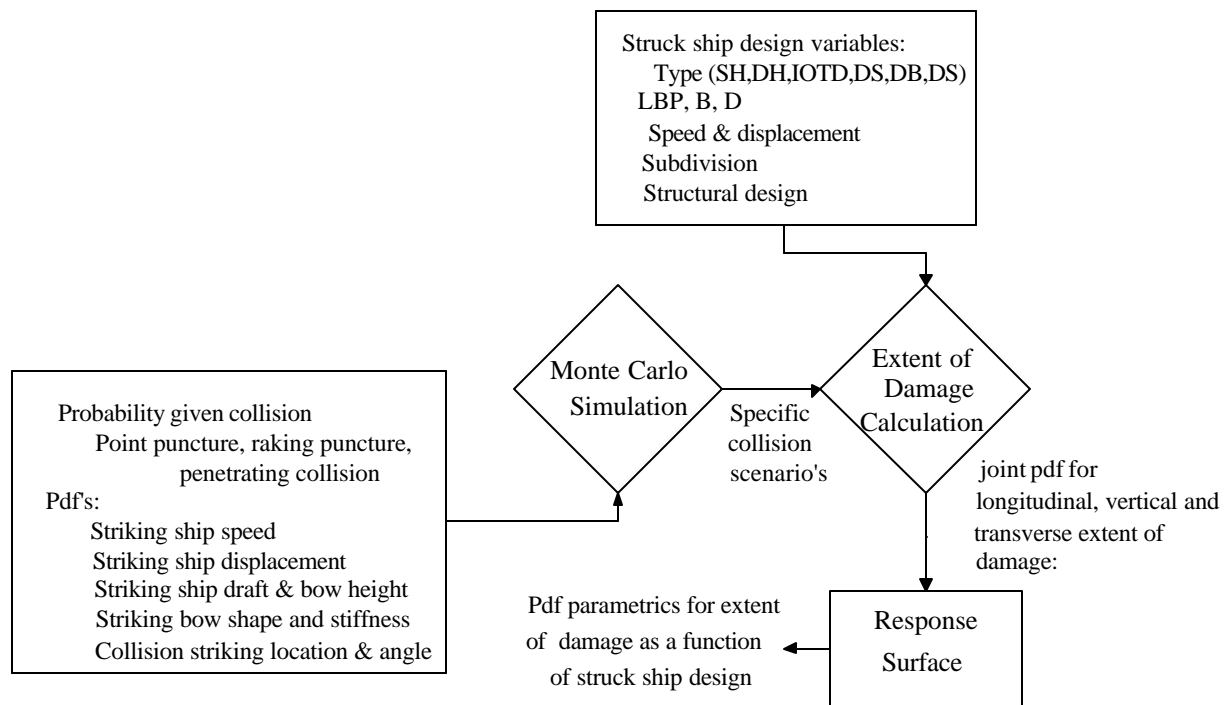 Struck ship design variables:
Type (SH,DH,IOTD,DS,DB,DS)
LBP, B, D
Speed & displacement
Subdivision
Structural design
Monte Carlo
Simulation
Specific
collision
scenario's
Extent of
Damage
Calculation
Probability given collision
Point puncture, raking puncture,
penetrating collision
Pdf's:
Striking ship speed
Striking ship displacement
Striking ship draft & bow height
Striking bow shape and stiffness
Collision striking location & angle
joint pdf for
longitudinal, vertical and
transverse extent of
damage:
Response
Surface
Pdf parametrics for extent
of damage as a function
of struck ship design